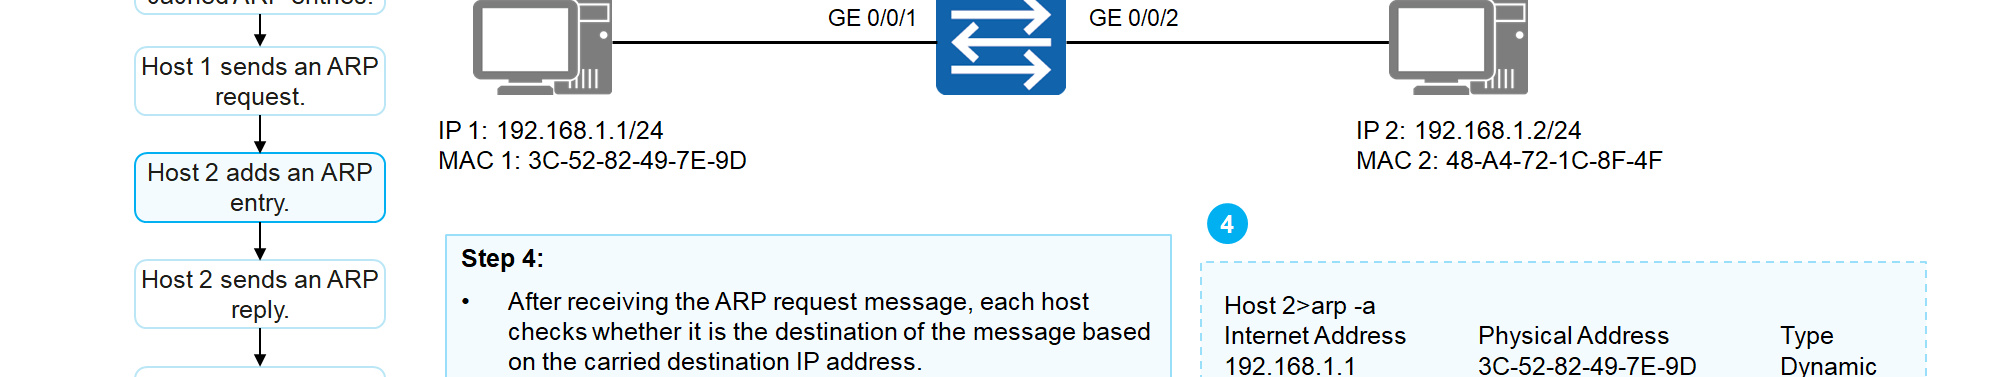 cached ARP entries.
Host 1 sends an ARP
request.
Host 2 adds an ARP
entry.
Host 2 sends an ARP
reply.
GE 0/0/1
GE 0/0/2
IP 1: 192.168.1.1/24
MAC 1: 3C-52-82-49-7E-9D
IP 2: 192.168.1.2/24
MAC 2: 48-A4-72-1C-8F-4F
Step 4:
• After receiving the ARP request message, each host
checks whether it is the destination of the message based
on the carried destination IP address.
4
Host 2>arp -a
Internet Address Physical Address Type
192.168.1.1 3C-52-82-49-7E-9D Dynamic